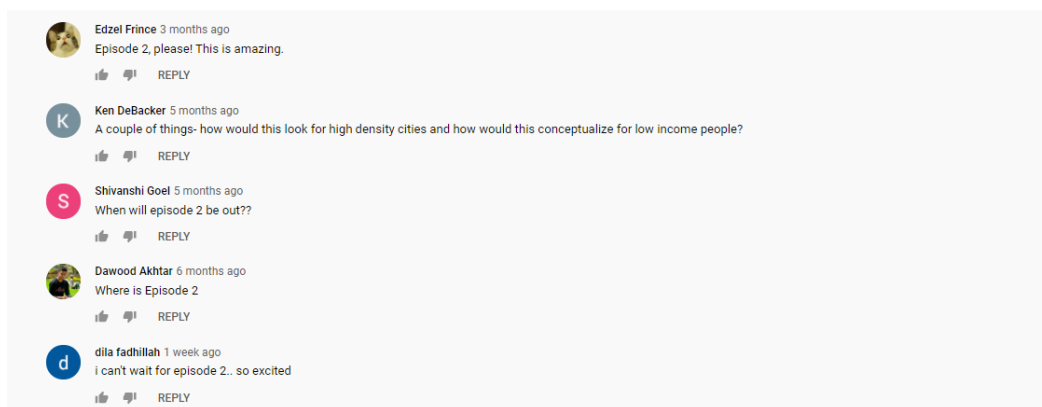 Edzel Frince 3 months ago
Episode 2, please! This is amazing.
REPLY
K
Ken DeBacker 5 months ago
A couple of things- how would this look for high density cities and how would this conceptualize for low income people?
REPLY
S
Shivanshi Goel 5 months ago
When will episode 2 be out??
REPLY
Dawood Akhtar 6 months ago
Where is Episode 2
REPLY
d
dila fadhillah 1 week ago
i can't wait for episode 2.. so excited
REPLY